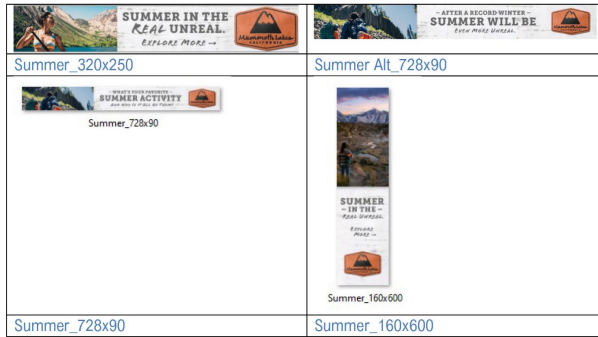 SUMMER IN THE
REAL UNREAL.
EXPLORE MORE →
Mammoth Lakes
CALIFORNIA
- AFTER A RECORD WINTER -
SUMMER WILL BE
EVEN MORE UNREAL.
Summer_320x250
Summer Alt_728x90
- WHAT'S YOUR FAVORITE -
SUMMER ACTIVITY
Summer_728x90
SUMMER
- IN THE -
REAL UNREAL.
EXPLORE
MORE →
Mammoth Lakes
Summer_160x600
Summer_728x90
Summer_160x600